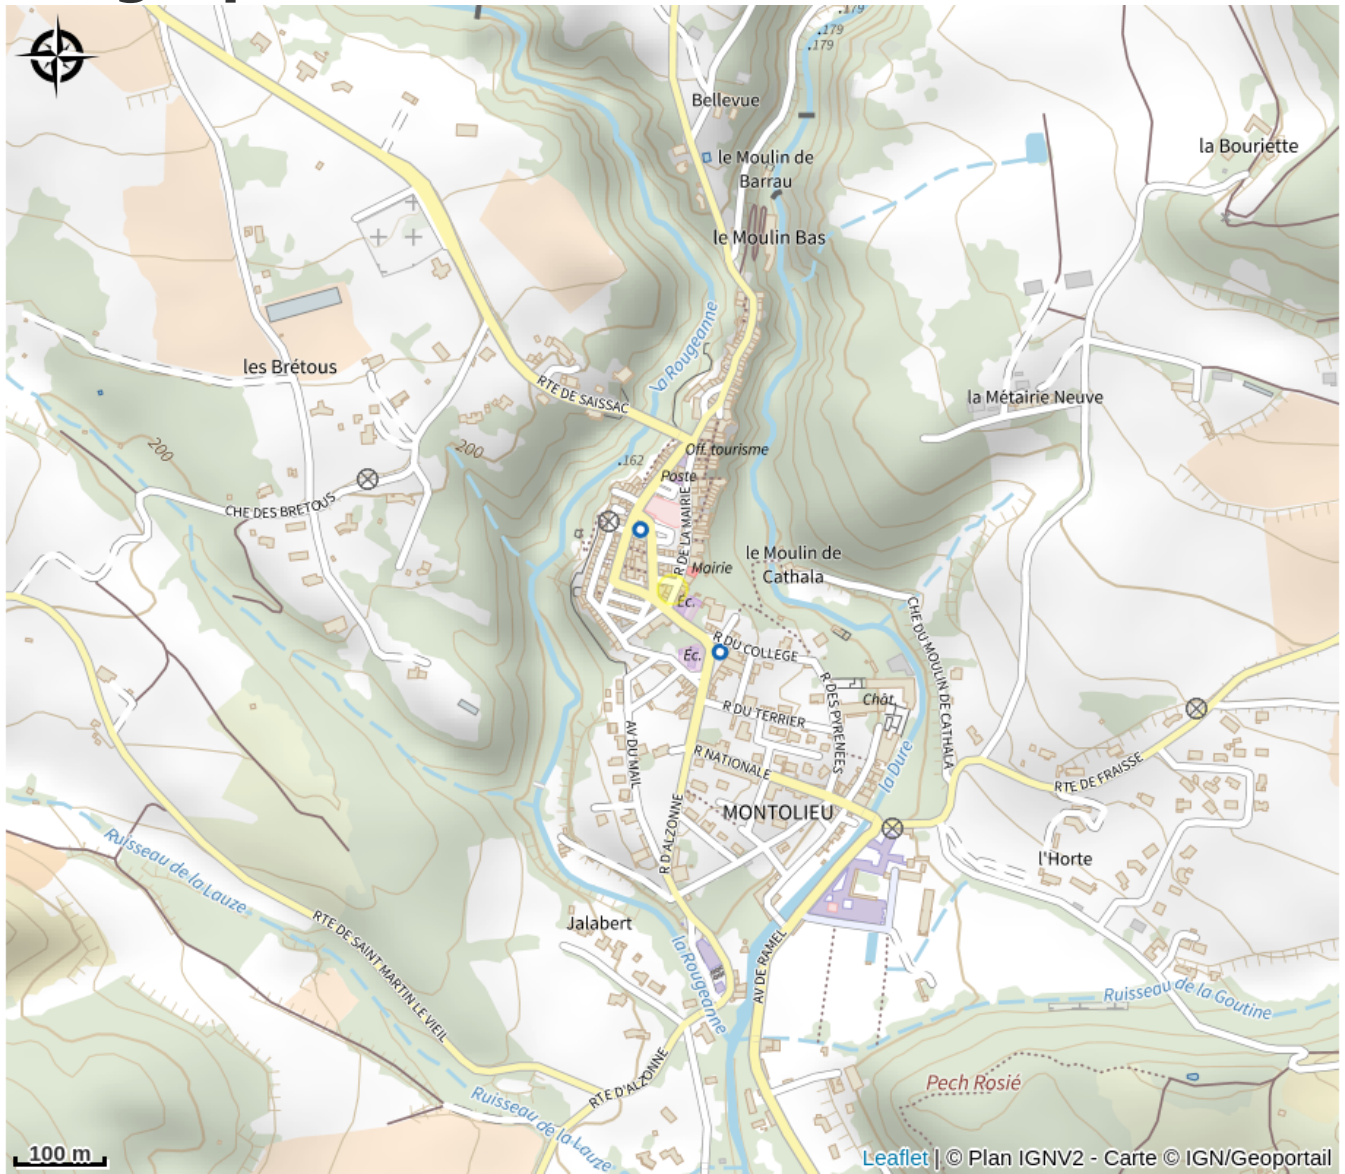 .179
.179
.179
Bellevue
le Moulin de
Barrau
la Bouriette
le Moulin Bas
la Rougeanne
les Brétous
RTE DE SAISSAC
la Métairie Neuve
200
200
.162
Off. tourisme
Poste
CHE DES BRETOUS
R DE LA MAIRIE
Mairie
le Moulin de
Cathala
Éc.
CHE DU MOULIN DE CATHALA
Éc.
R DU COLLEGE
R DES PYRENEES
Chât.
R DU TERRIER
AV DU MAIL
R NATIONALE
la Dure
RTE DE FRAISSE
MONTOLIEU
R D'ALZONNE
l'Horte
Ruisseau de la Lauze
RTE DE SAINT MARTIN LE VIEIL
Jalabert
la Rougeanne
AV DE RAMEL
Ruisseau de la Goutine
Pech Rosié
RTE D'ALZONNE
Ruisseau de la Lauze
100 m
Leaflet | © Plan IGNV2 - Carte © IGN/Geoportail